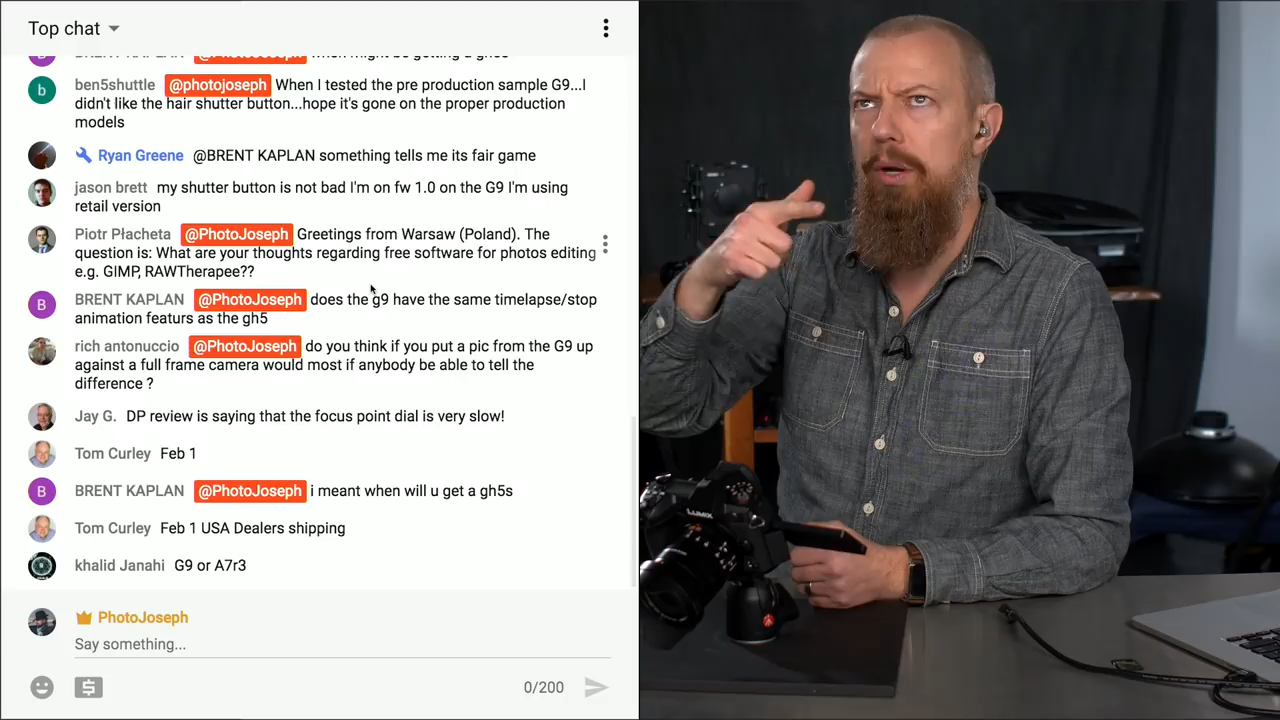 Top chat
BRENT KAPLAN @PhotoJoseph when might be getting a gh5s
ben5shuttle @photojoseph When I tested the pre production sample G9...I
didn't like the hair shutter button...hope it's gone on the proper production
models
b
Ryan Greene @BRENT KAPLAN something tells me its fair game
jason brett my shutter button is not bad I'm on fw 1.0 on the G9 I'm using
retail version
Piotr Płacheta @PhotoJoseph Greetings from Warsaw (Poland). The
question is: What are your thoughts regarding free software for photos editing
e.g. GIMP, RAWTherapee??
BRENT KAPLAN @PhotoJoseph does the g9 have the same timelapse/stop
B
animation featurs as the gh5
rich antonuccio @PhotoJoseph do you think if you put a pic from the G9 up
against a full frame camera would most if anybody be able to tell the
difference ?
Jay G. DP review is saying that the focus point dial is very slow!
Tom Curley Feb 1
B BRENT KAPLAN @PhotoJoseph i meant when will u get a gh5s
Tom Curley Feb 1 USA Dealers shipping
khalid Janahi G9 or A7r3
PhotoJoseph
Say something...
0/200
LUMIX